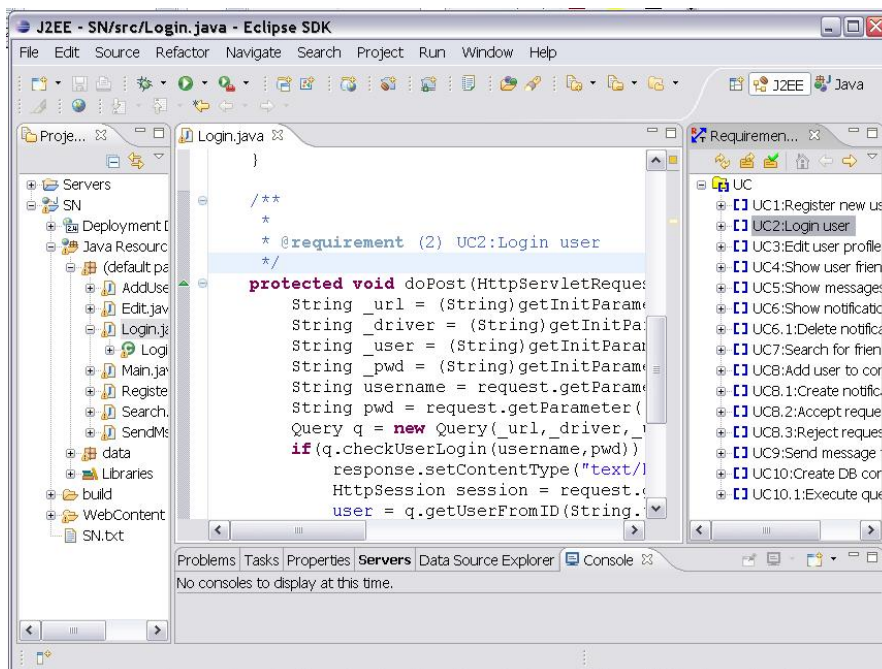 J2EE - SN/src/Login.java - Eclipse SDK
File Edit Source Refactor Navigate Search Project Run Window Help
J2EE Java
Proje...
Servers
SN
Deployment D
Java Resourc
(default pa
AddUse
Edit.jav
Login.ja
Logi
Main.jav
Registe
Search.
SendMs
data
Libraries
build
WebContent
SN.txt
Login.java
}
/**
*
* @requirement (2) UC2:Login user
*/
protected void doPost(HttpServletReque
String _url = (String)getInitParame
String _driver = (String)getInitPa
String _user = (String)getInitParam
String _pwd = (String)getInitParame
String username = request.getParame
String pwd = request.getParameter(
Query q = new Query(_url,_driver,_
if(q.checkUserLogin(username,pwd))
response.setContentType("text/
HttpSession session = request.
user = q.getUserFromID(String.
Requiremen...
UC
UC1:Register new us
UC2:Login user
UC3:Edit user profile
UC4:Show user frien
UC5:Show messages
UC6:Show notificatio
UC6.1:Delete notifica
UC7:Search for frien
UC8:Add user to con
UC8.1:Create notific
UC8.2:Accept reque
UC8.3:Reject reques
UC9:Send message
UC10:Create DB con
UC10.1:Execute que
Problems Tasks Properties Servers Data Source Explorer Console
No consoles to display at this time.